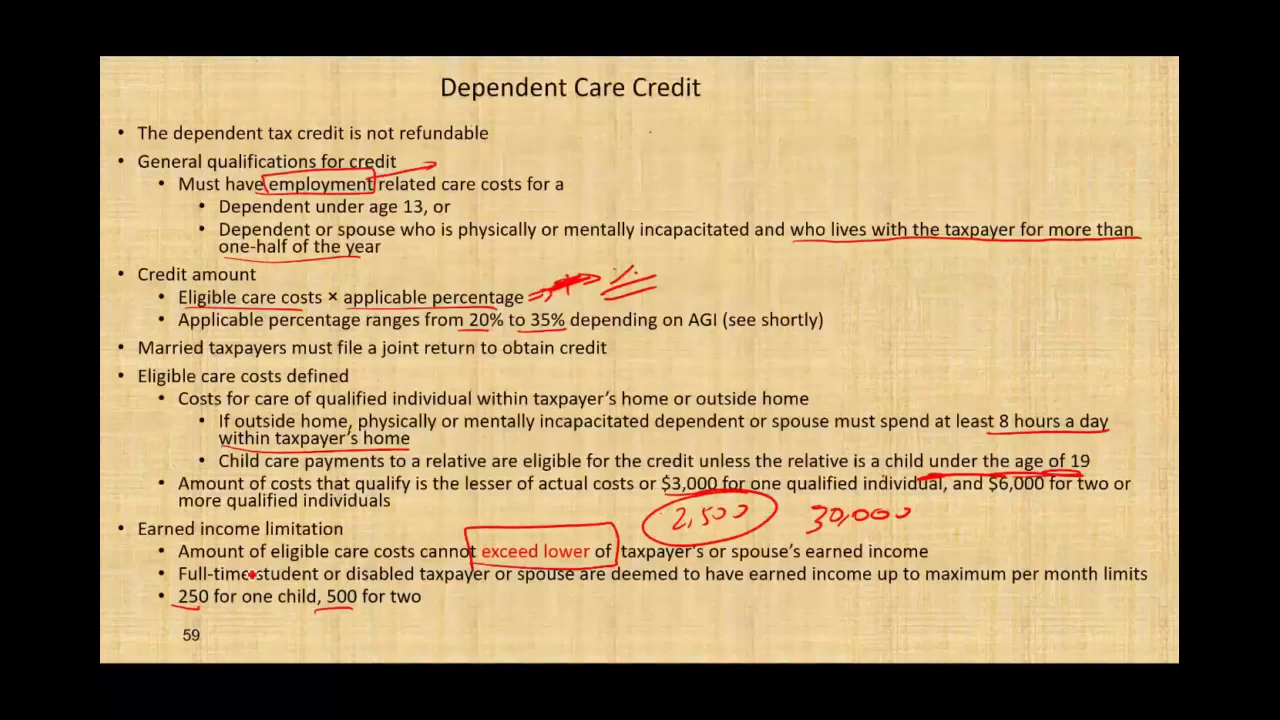 Dependent Care Credit
• The dependent tax credit is not refundable
• General qualifications for credit
• Must have employment related care costs for a
• Dependent under age 13, or
• Dependent or spouse who is physically or mentally incapacitated and who lives with the taxpayer for more than
one-half of the year
• Credit amount
• Eligible care costs × applicable percentage
• Applicable percentage ranges from 20% to 35% depending on AGI (see shortly)
• Married taxpayers must file a joint return to obtain credit
• Eligible care costs defined
• Costs for care of qualified individual within taxpayer's home or outside home
• If outside home, physically or mentally incapacitated dependent or spouse must spend at least 8 hours a day
within taxpayer's home
• Child care payments to a relative are eligible for the credit unless the relative is a child under the age of 19
• Amount of costs that qualify is the lesser of actual costs or $3,000 for one qualified individual, and $6,000 for two or
more qualified individuals
2,500 30,000
• Earned income limitation
• Amount of eligible care costs cannot exceed lower of taxpayer's or spouse's earned income
• Full-time student or disabled taxpayer or spouse are deemed to have earned income up to maximum per month limits
• 250 for one child, 500 for two
59